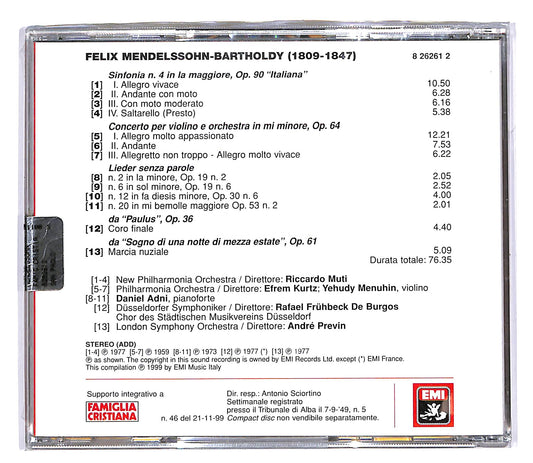 FELIX MENDELSSOHN-BARTHOLDY (1809-1847) 8 26261 2
Sinfonia n. 4 in la maggiore, Op. 90 “Italiana”
[1] I. Allegro vivace 10.50
[2] II. Andante con moto 6.28
[3] III. Con moto moderato 6.16
[4] IV. Saltarello (Presto) 5.38
Concerto per violino e orchestra in mi minore, Op. 64
[5] I. Allegro molto appassionato 12.21
[6] II. Andante 7.53
[7] III. Allegretto non troppo - Allegro molto vivace 6.22
Lieder senza parole
[8] n. 2 in la minore, Op. 19 n. 2 2.05
[9] n. 6 in sol minore, Op. 19 n. 6 2.52
[10] n. 12 in fa diesis minore, Op. 30 n. 6 4.00
[11] n. 20 in mi bemolle maggiore Op. 53 n. 2 2.01
da “Paulus”, Op. 36
[12] Coro finale 4.40
da “Sogno di una notte di mezza estate”, Op. 61
[13] Marcia nuziale 5.09
Durata totale: 76.35
[1-4] New Philharmonia Orchestra / Direttore: Riccardo Muti
[5-7] Philharmonia Orchestra / Direttore: Efrem Kurtz; Yehudy Menuhin, violino
[8-11] Daniel Adni, pianoforte
[12] Düsseldorfer Symphoniker / Direttore: Rafael Frühbeck De Burgos
Chor des Städtischen Musikvereins Düsseldorf
[13] London Symphony Orchestra / Direttore: André Previn
STEREO (ADD)
[1-4] ℗ 1977 [5-7] ℗ 1959 [8-11] ℗ 1973 [12] ℗ 1977 (*) [13] ℗ 1977
℗ as shown. The copyright in this sound recording is owned by EMI Records Ltd. except (*) EMI France.
This compilation ℗ 1999 by EMI Music Italy
Supporto integrativo a
FAMIGLIA
CRISTIANA
n. 46 del 21-11-99
Dir. resp.: Antonio Sciortino
Settimanale registrato
presso il Tribunale di Alba il 7-9-'49, n. 5
Compact disc non vendibile separatamente.
EMI